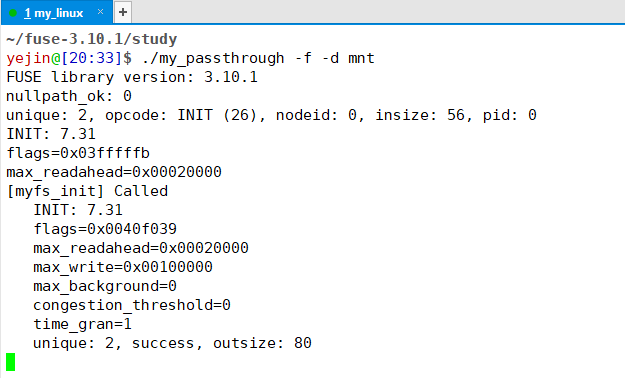 1 my_linux × +
~/fuse-3.10.1/study
yejin@[20:33]$ ./my_passthrough -f -d mnt
FUSE library version: 3.10.1
nullpath_ok: 0
unique: 2, opcode: INIT (26), nodeid: 0, insize: 56, pid: 0
INIT: 7.31
flags=0x03fffffb
max_readahead=0x00020000
[myfs_init] Called
   INIT: 7.31
   flags=0x0040f039
   max_readahead=0x00020000
   max_write=0x00100000
   max_background=0
   congestion_threshold=0
   time_gran=1
   unique: 2, success, outsize: 80